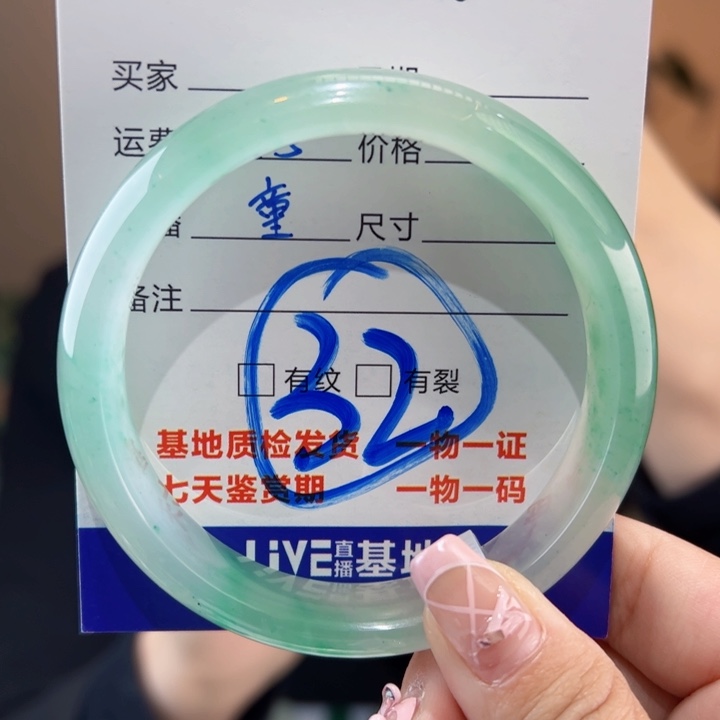 买家
运费 价格
童 尺寸
备注
32
有纹 有裂
基地质检发货 一物一证
七天鉴赏期 一物一码
LIVE直播基地